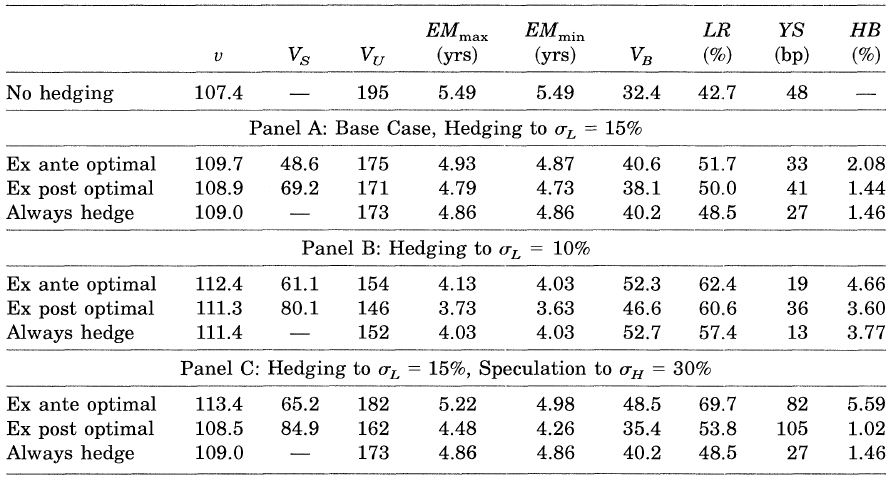 EM max EM min LR YS HB
v V_S V_U (yrs) (yrs) V_B (%) (bp) (%)
No hedging 107.4 — 195 5.49 5.49 32.4 42.7 48 —
Panel A: Base Case, Hedging to σ_L = 15%
Ex ante optimal 109.7 48.6 175 4.93 4.87 40.6 51.7 33 2.08
Ex post optimal 108.9 69.2 171 4.79 4.73 38.1 50.0 41 1.44
Always hedge 109.0 — 173 4.86 4.86 40.2 48.5 27 1.46
Panel B: Hedging to σ_L = 10%
Ex ante optimal 112.4 61.1 154 4.13 4.03 52.3 62.4 19 4.66
Ex post optimal 111.3 80.1 146 3.73 3.63 46.6 60.6 36 3.60
Always hedge 111.4 — 152 4.03 4.03 52.7 57.4 13 3.77
Panel C: Hedging to σ_L = 15%, Speculation to σ_H = 30%
Ex ante optimal 113.4 65.2 182 5.22 4.98 48.5 69.7 82 5.59
Ex post optimal 108.5 84.9 162 4.48 4.26 35.4 53.8 105 1.02
Always hedge 109.0 — 173 4.86 4.86 40.2 48.5 27 1.46